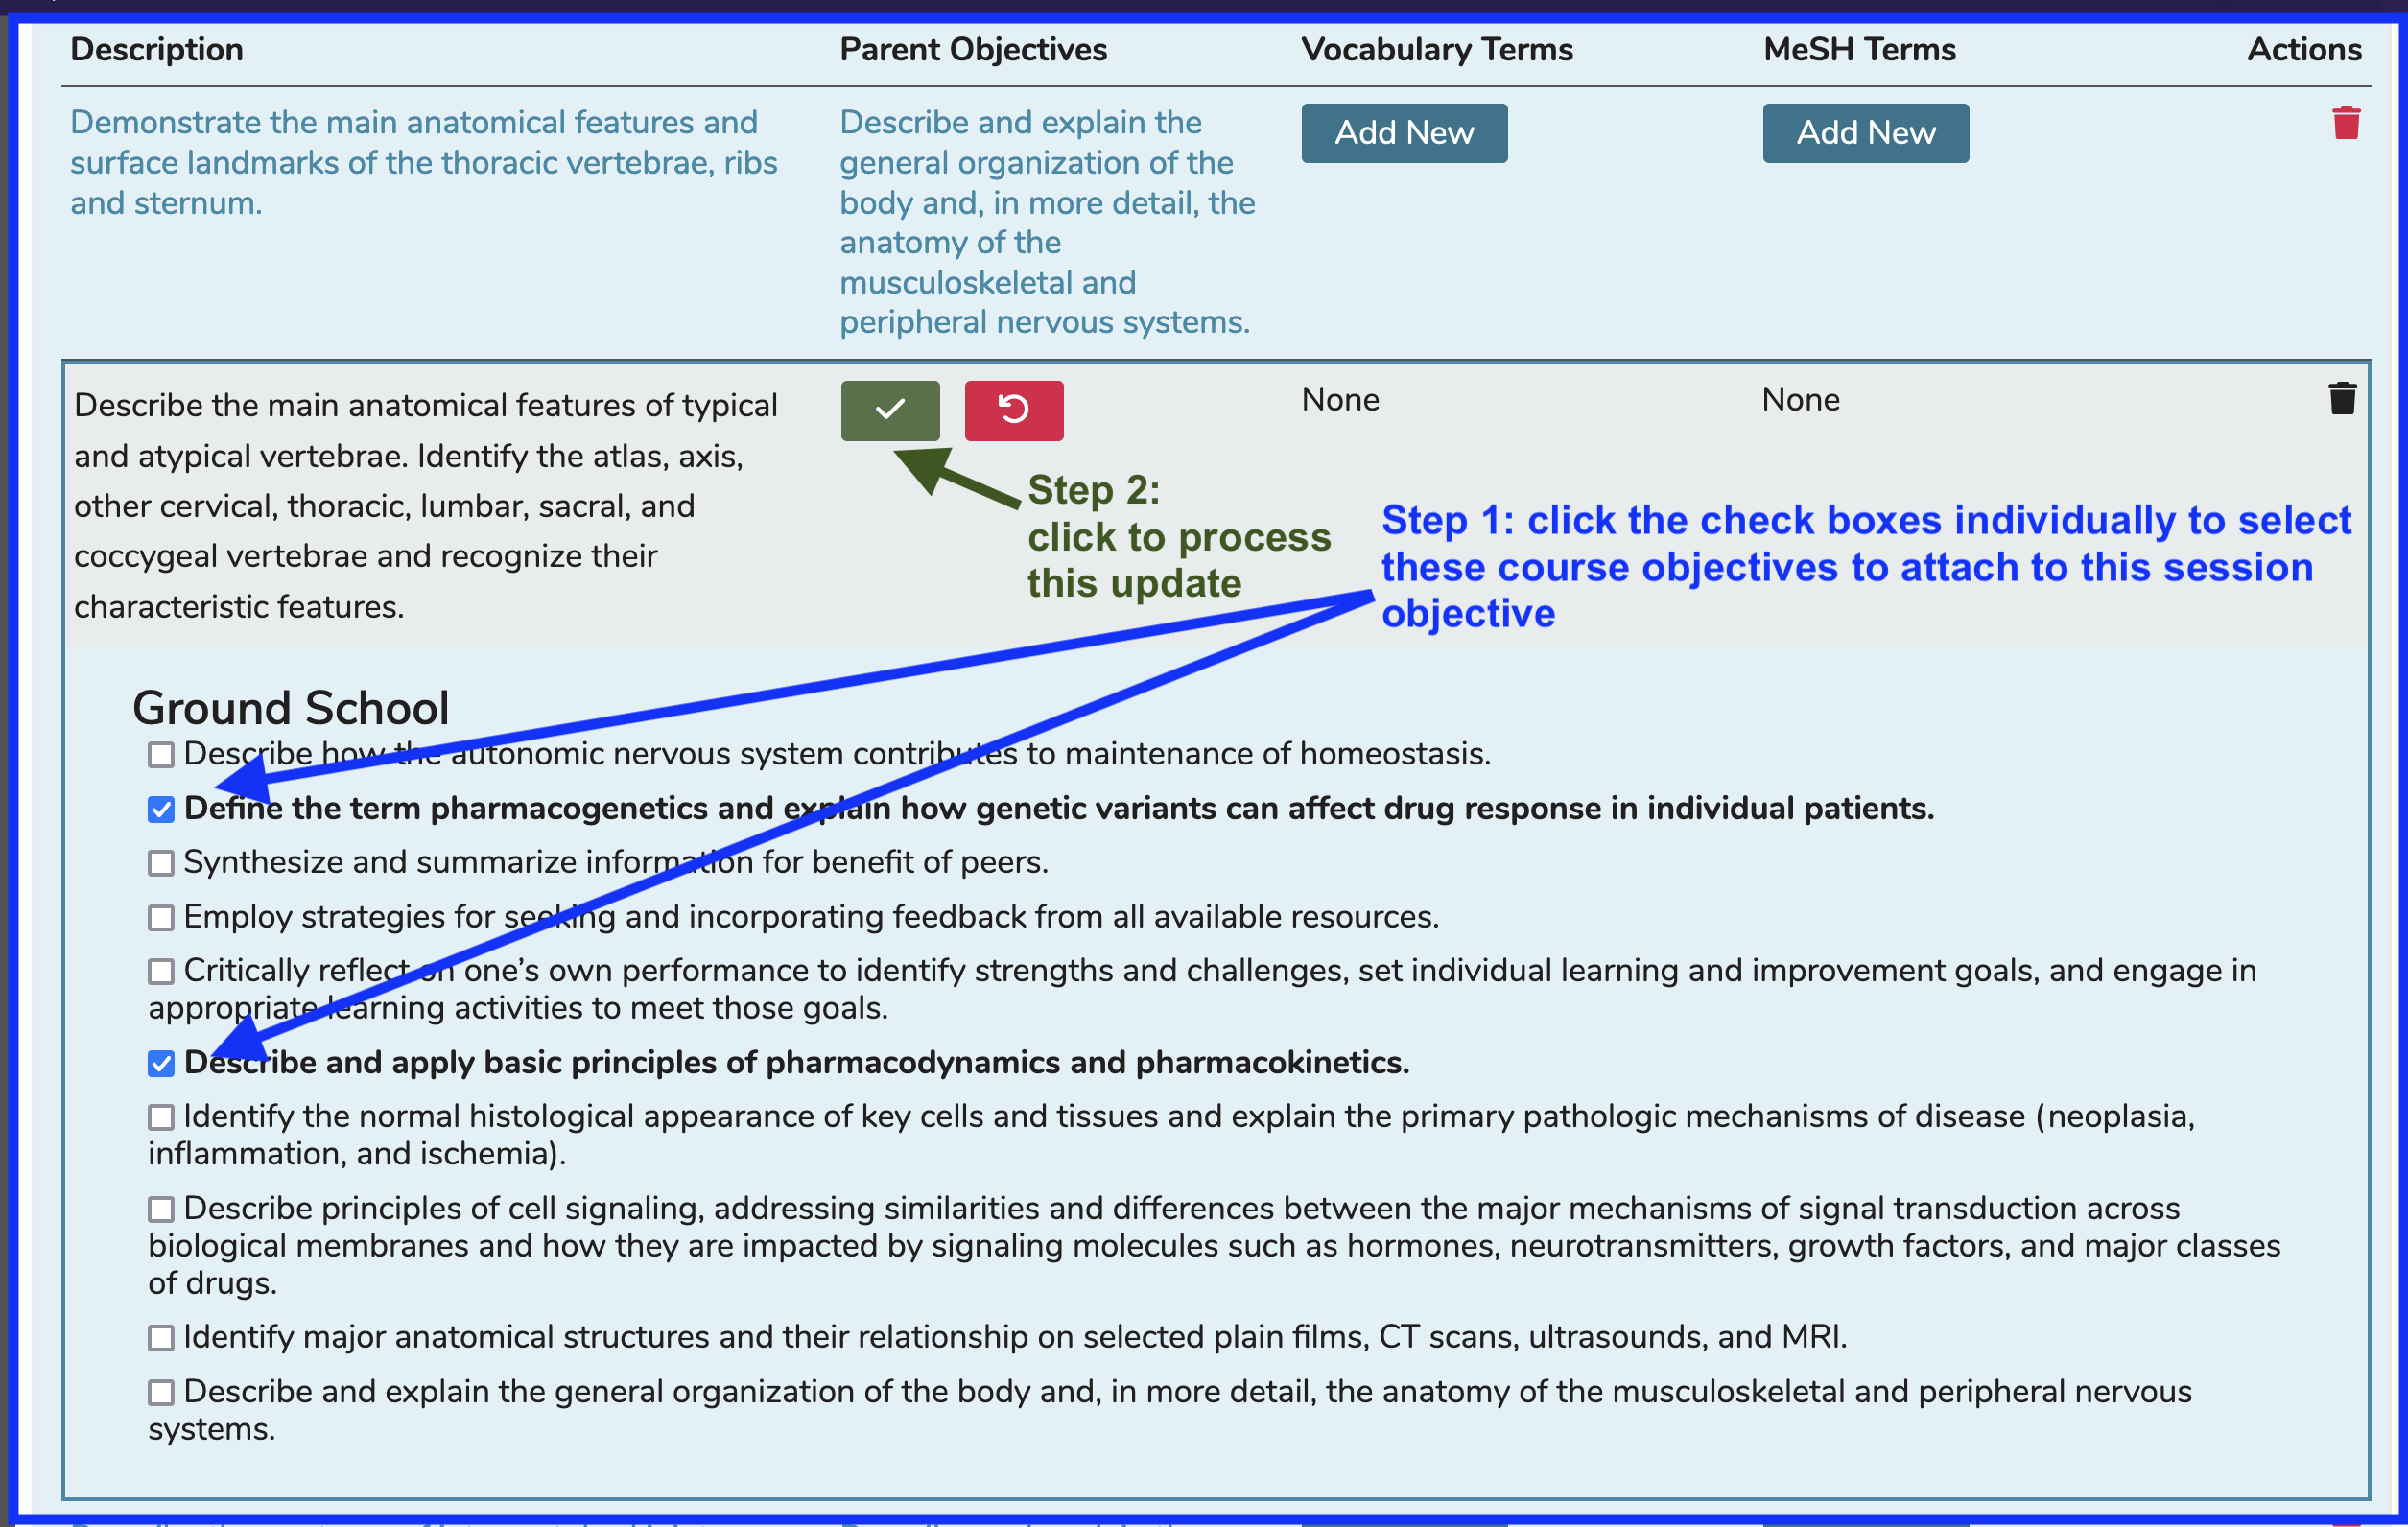 Description
Parent Objectives
Vocabulary Terms
MeSH Terms
Actions
Demonstrate the main anatomical features and
surface landmarks of the thoracic vertebrae, ribs
and sternum.
Describe and explain the
general organization of the
body and, in more detail, the
anatomy of the
musculoskeletal and
peripheral nervous systems.
Add New
Add New
Describe the main anatomical features of typical
and atypical vertebrae. Identify the atlas, axis,
other cervical, thoracic, lumbar, sacral, and
coccygeal vertebrae and recognize their
characteristic features.
None
None
Step 2:
click to process
this update
Step 1: click the check boxes individually to select
these course objectives to attach to this session
objective
Ground School
Describe how the autonomic nervous system contributes to maintenance of homeostasis.
Define the term pharmacogenetics and explain how genetic variants can affect drug response in individual patients.
Synthesize and summarize information for benefit of peers.
Employ strategies for seeking and incorporating feedback from all available resources.
Critically reflect on one’s own performance to identify strengths and challenges, set individual learning and improvement goals, and engage in
appropriate learning activities to meet those goals.
Describe and apply basic principles of pharmacodynamics and pharmacokinetics.
Identify the normal histological appearance of key cells and tissues and explain the primary pathologic mechanisms of disease (neoplasia,
inflammation, and ischemia).
Describe principles of cell signaling, addressing similarities and differences between the major mechanisms of signal transduction across
biological membranes and how they are impacted by signaling molecules such as hormones, neurotransmitters, growth factors, and major classes
of drugs.
Identify major anatomical structures and their relationship on selected plain films, CT scans, ultrasounds, and MRI.
Describe and explain the general organization of the body and, in more detail, the anatomy of the musculoskeletal and peripheral nervous
systems.